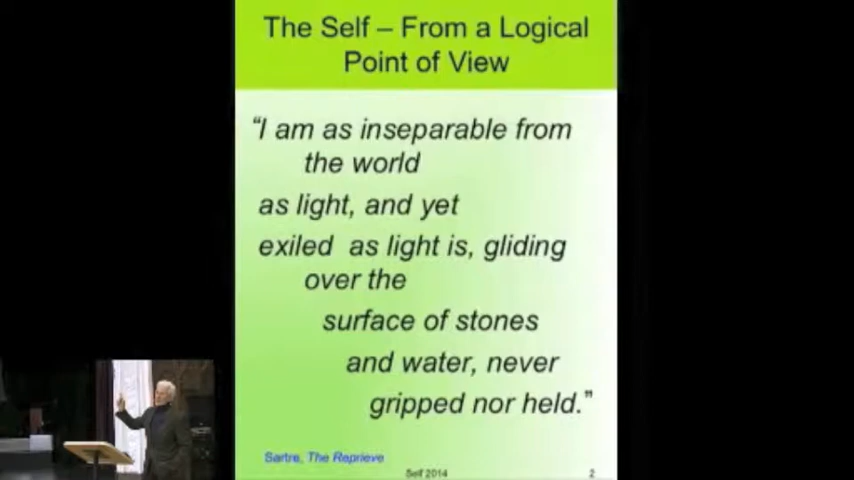 The Self – From a Logical
Point of View
“I am as inseparable from
the world
as light, and yet
exiled as light is, gliding
over the
surface of stones
and water, never
gripped nor held.”
Sartre, The Reprieve
Self 2014
2